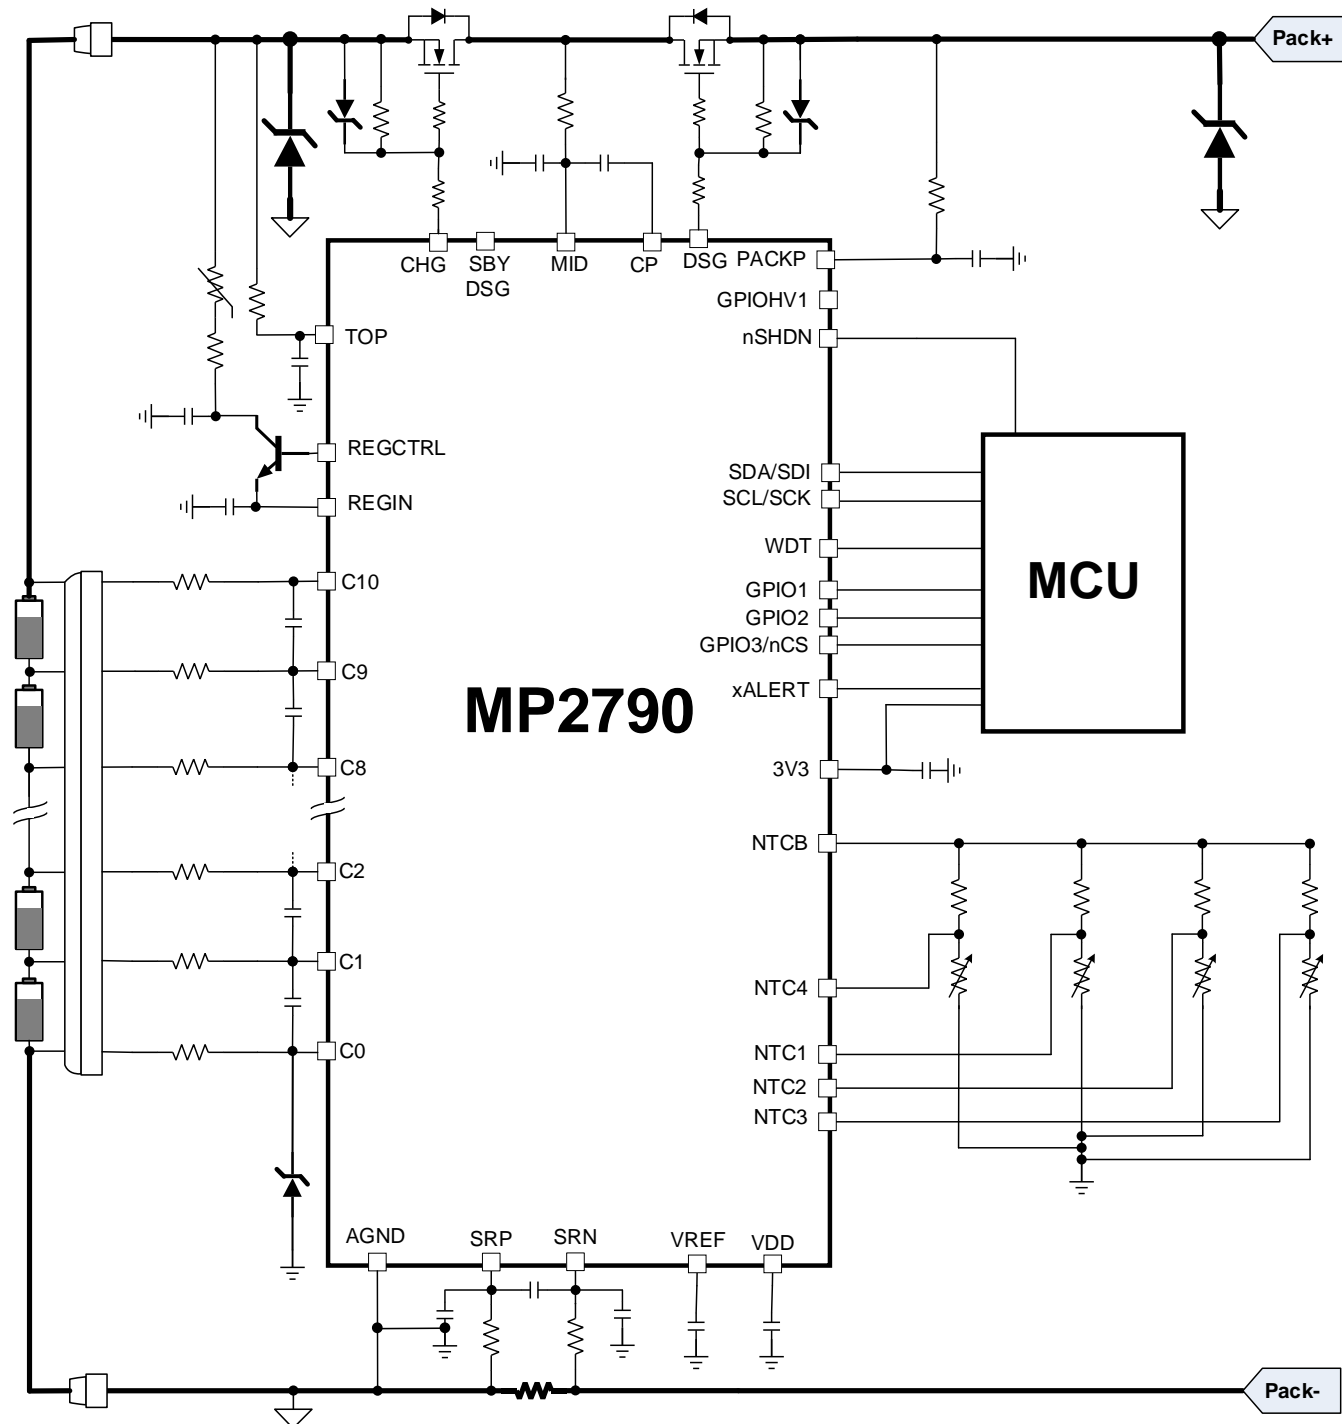 Pack+
CHG
SBY
DSG
MID
CP
DSG
PACKP
GPIOHV1
nSHDN
TOP
REGCTRL
REGIN
SDA/SDI
SCL/SCK
WDT
GPIO1
GPIO2
GPIO3/nCS
xALERT
3V3
MCU
C10
C9
C8
MP2790
NTCB
C2
C1
C0
NTC4
NTC1
NTC2
NTC3
AGND
SRP
SRN
VREF
VDD
Pack-